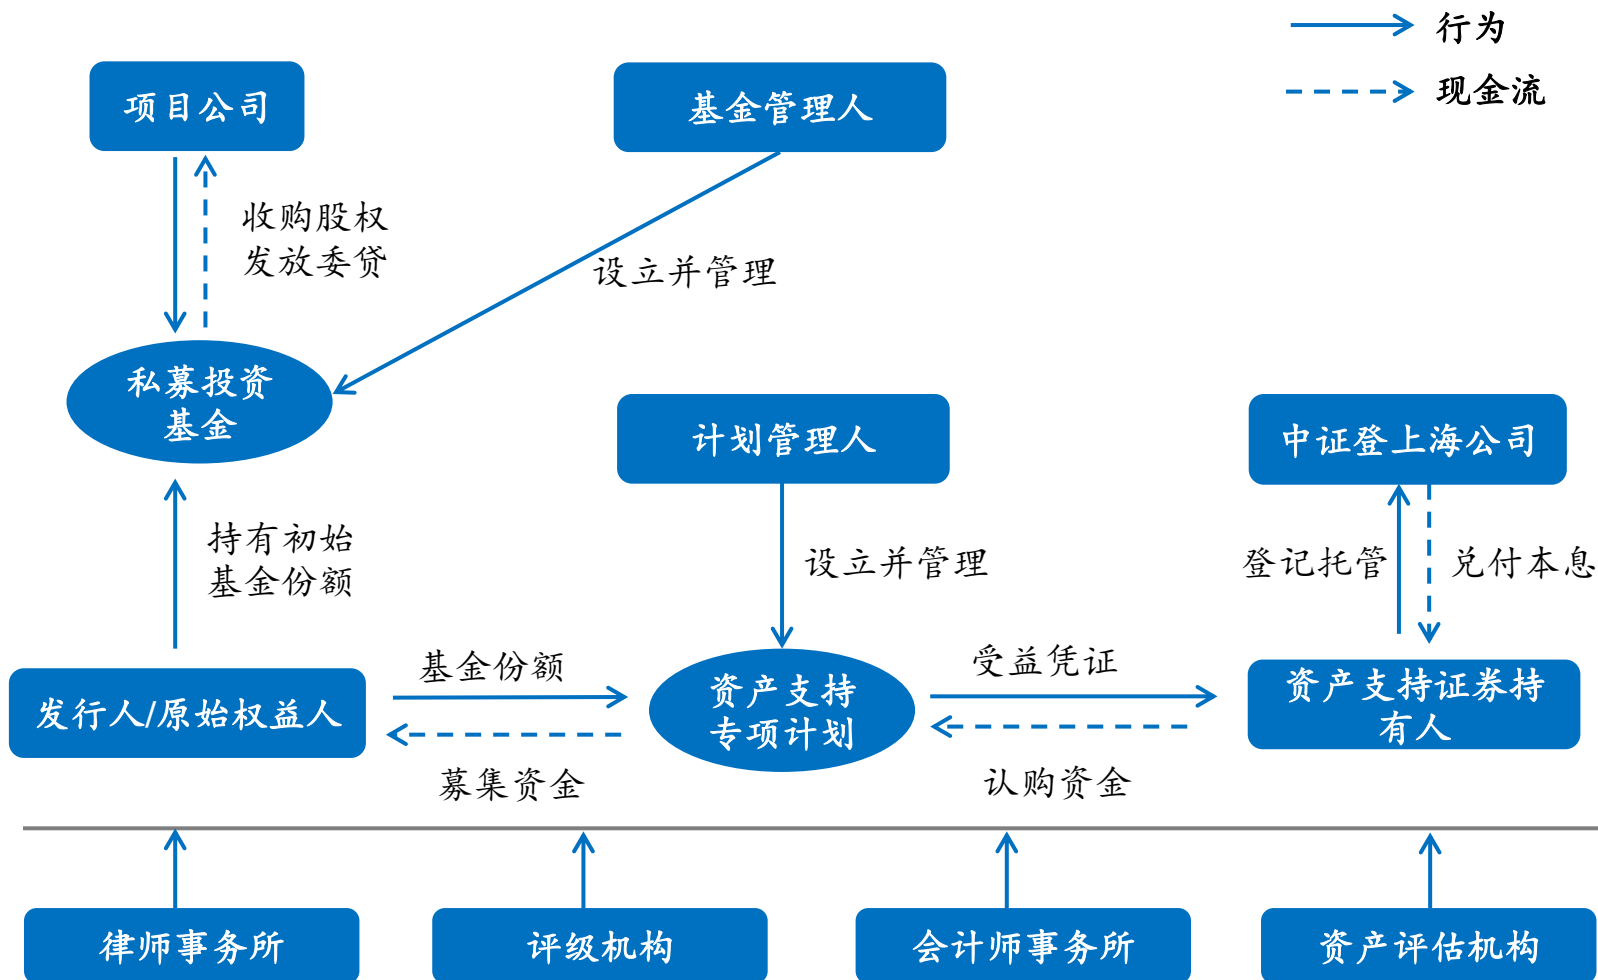 行为
现金流
项目公司
基金管理人
收购股权
发放委贷
设立并管理
私募投资
基金
计划管理人
中证登上海公司
持有初始
基金份额
设立并管理
登记托管
兑付本息
发行人/原始权益人
基金份额
募集资金
资产支持
专项计划
受益凭证
认购资金
资产支持证券持
有人
律师事务所
评级机构
会计师事务所
资产评估机构